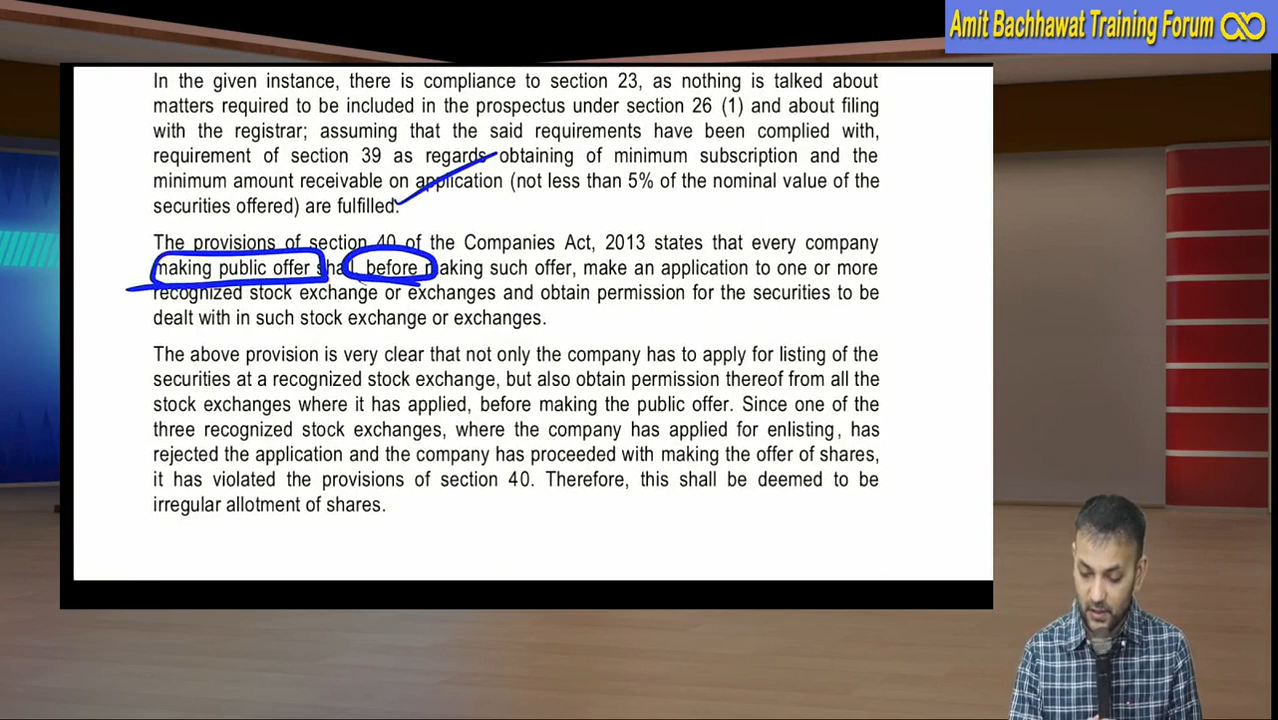 Amit Bachhawat Training Forum
In the given instance, there is compliance to section 23, as nothing is talked about
matters required to be included in the prospectus under section 26 (1) and about filing
with the registrar; assuming that the said requirements have been complied with,
requirement of section 39 as regards obtaining of minimum subscription and the
minimum amount receivable on application (not less than 5% of the nominal value of the
securities offered) are fulfilled.
The provisions of section 40 of the Companies Act, 2013 states that every company
making public offer shall, before making such offer, make an application to one or more
recognized stock exchange or exchanges and obtain permission for the securities to be
dealt with in such stock exchange or exchanges.
The above provision is very clear that not only the company has to apply for listing of the
securities at a recognized stock exchange, but also obtain permission thereof from all the
stock exchanges where it has applied, before making the public offer. Since one of the
three recognized stock exchanges, where the company has applied for enlisting, has
rejected the application and the company has proceeded with making the offer of shares,
it has violated the provisions of section 40. Therefore, this shall be deemed to be
irregular allotment of shares.